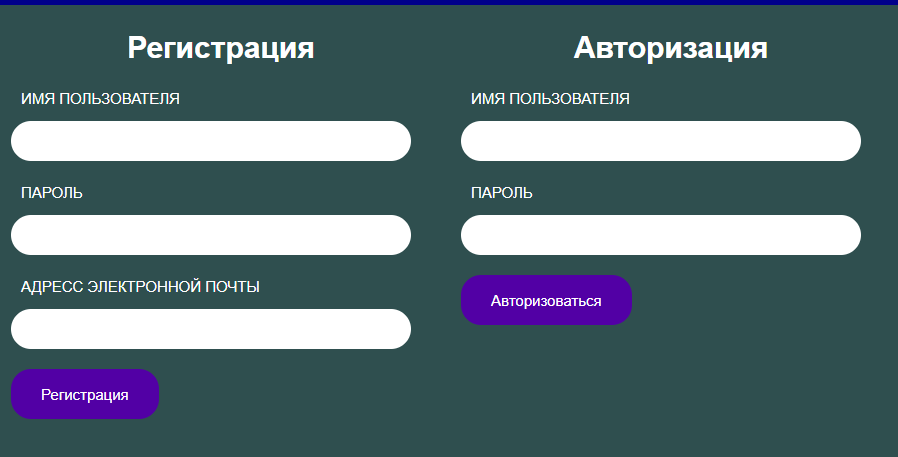 Регистрация
ИМЯ ПОЛЬЗОВАТЕЛЯ
ПАРОЛЬ
АДРЕСС ЭЛЕКТРОННОЙ ПОЧТЫ
Регистрация
Авторизация
ИМЯ ПОЛЬЗОВАТЕЛЯ
ПАРОЛЬ
Авторизоваться